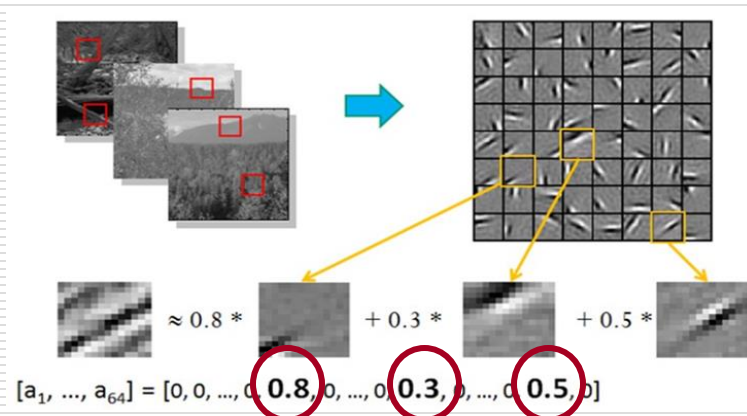 ≈ 0.8 * + 0.3 * + 0.5 *
[a₁, ..., a₆₄] = [0, 0, ..., 0, 0.8, 0, ..., 0, 0.3, 0, ..., 0, 0.5, 0]